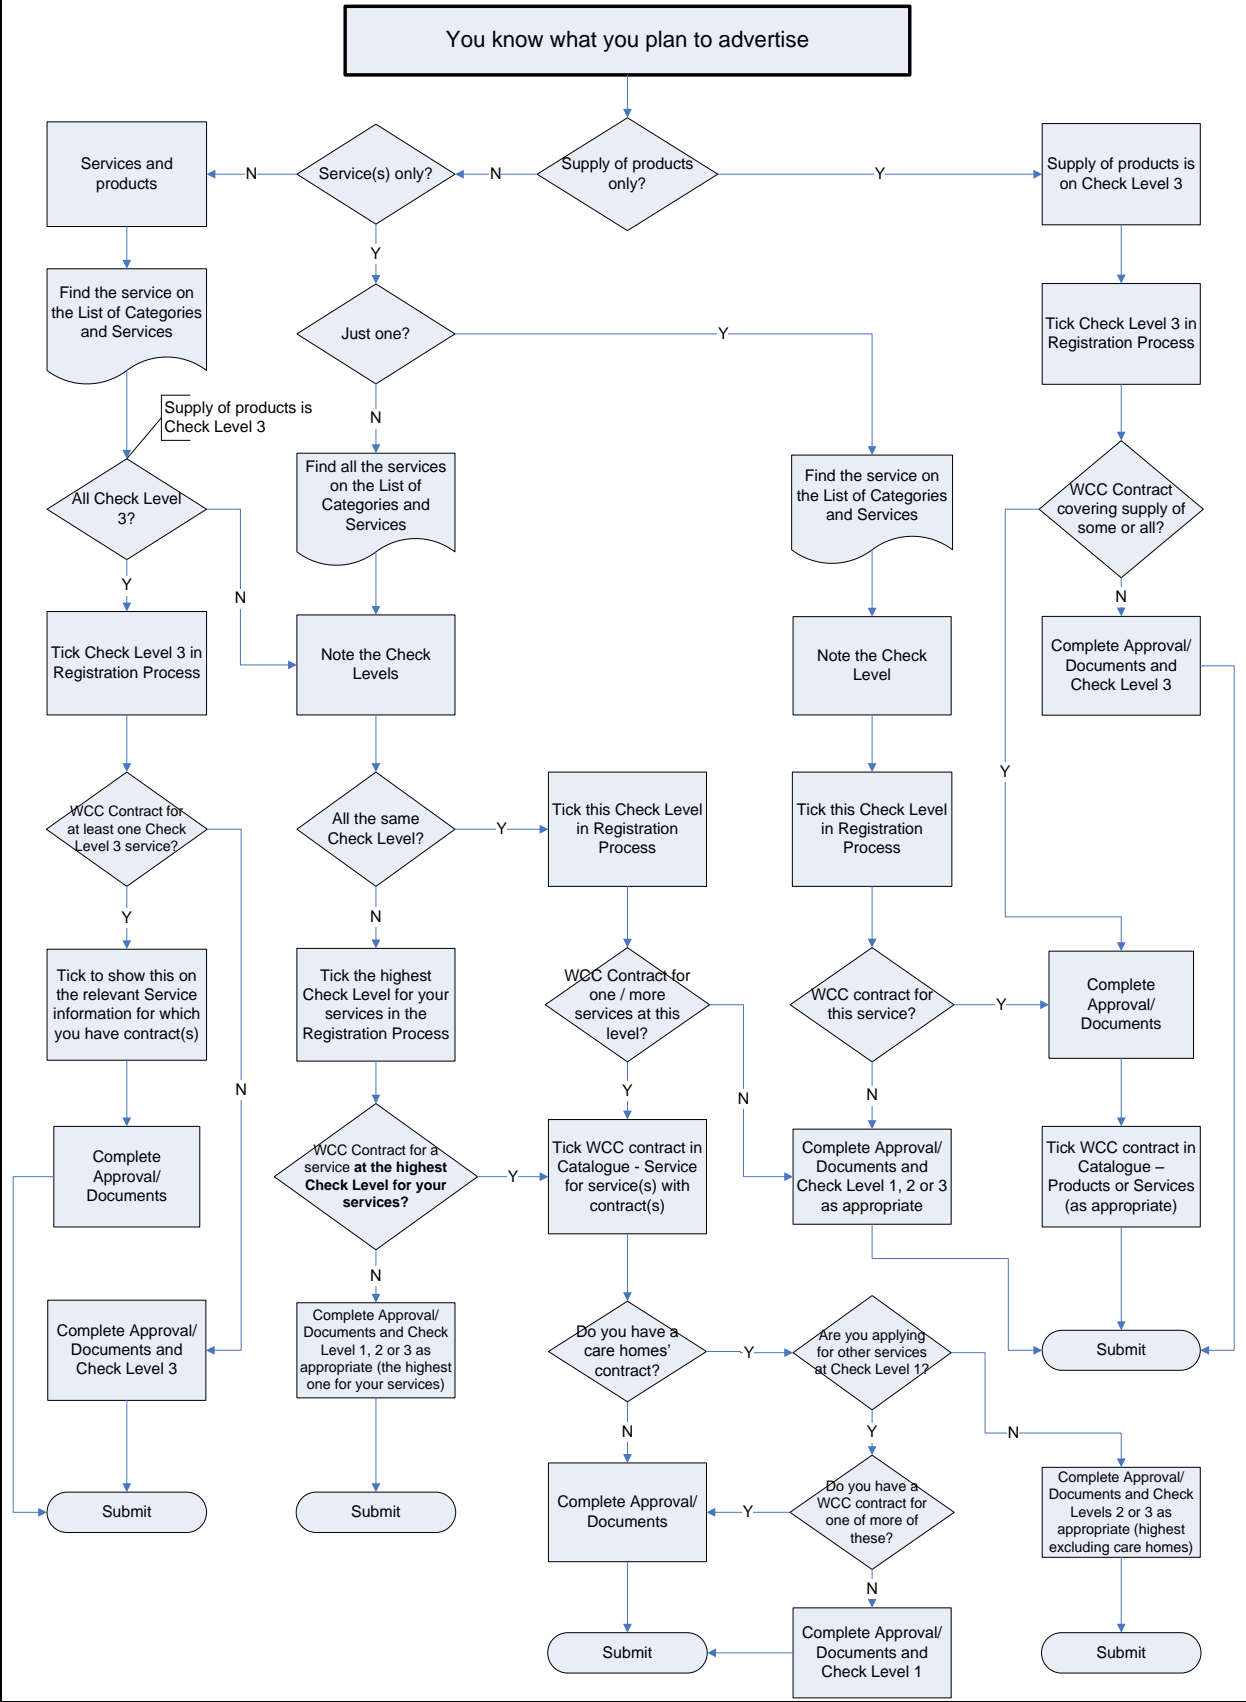 You know what you plan to advertise
Services and
products
N
Service(s) only?
N
Supply of products
only?
Y
Supply of products is
on Check Level 3
Y
Find the service on
the List of Categories
and Services
Just one?
Y
Tick Check Level 3 in
Registration Process
Supply of products is
Check Level 3
N
All Check Level
3?
Find all the services
on the List of
Categories and
Services
Find the service on
the List of Categories
and Services
WCC Contract
covering supply of
some or all?
Y
N
N
Tick Check Level 3 in
Registration Process
Note the Check
Levels
Note the Check
Level
Complete Approval/
Documents and
Check Level 3
Y
WCC Contract for
at least one Check
Level 3 service?
All the same
Check Level?
Y
Tick this Check Level
in Registration
Process
Tick this Check Level
in Registration
Process
Y
N
Tick to show this on
the relevant Service
information for which
you have contract(s)
Tick the highest
Check Level for your
services in the
Registration Process
WCC Contract for
one / more
services at this
level?
WCC contract for
this service?
Y
Complete
Approval/
Documents
N
Y
N
N
Complete
Approval/
Documents
WCC Contract for a
service at the highest
Check Level for your
services?
Y
Tick WCC contract in
Catalogue - Service
for service(s) with
contract(s)
Complete Approval/
Documents and
Check Level 1, 2 or 3
as appropriate
Tick WCC contract in
Catalogue –
Products or Services
(as appropriate)
N
Complete Approval/
Documents and
Check Level 3
Complete Approval/
Documents and Check
Level 1, 2 or 3 as
appropriate (the highest
one for your services)
Do you have a
care homes'
contract?
Y
Are you applying
for other services
at Check Level 1?
Submit
N
Y
N
Submit
Submit
Complete Approval/
Documents
Y
Do you have a
WCC contract for
one of more of
these?
Complete Approval/
Documents and Check
Levels 2 or 3 as
appropriate (highest
excluding care homes)
N
Submit
Complete Approval/
Documents and
Check Level 1
Submit